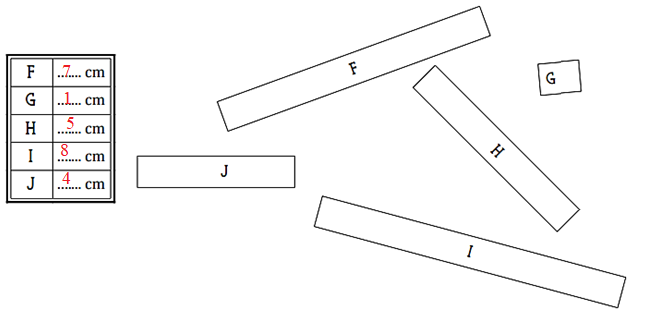 F ..7.... cm
G ..1.... cm
H ..5.... cm
I ..8.... cm
J ..4.... cm
F
G
H
J
I